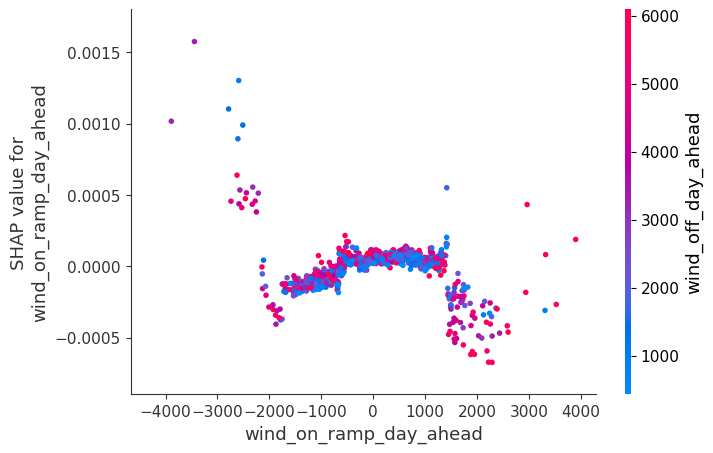 0.0015
0.0010
0.0005
0.0000
−0.0005
SHAP value for
wind_on_ramp_day_ahead
−4000 −3000 −2000 −1000 0 1000 2000 3000 4000
wind_on_ramp_day_ahead
6000
5000
4000
3000
2000
1000
wind_off_day_ahead